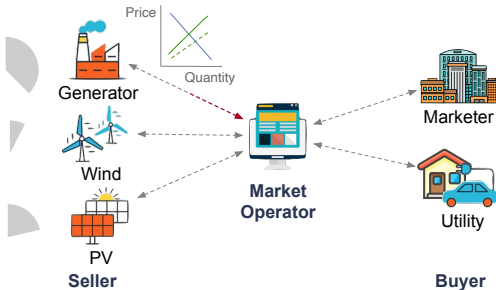 Price
Quantity
Generator
Wind
PV
Seller
Market
Operator
Marketer
Utility
Buyer